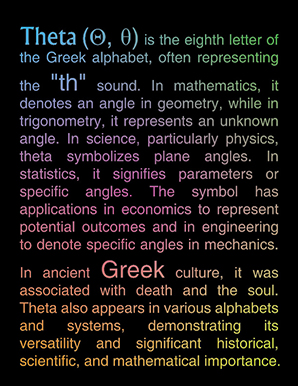 Theta (Θ, θ) is the eighth letter of
the Greek alphabet, often representing
the "th" sound. In mathematics, it
denotes an angle in geometry, while in
trigonometry, it represents an unknown
angle. In science, particularly physics,
theta symbolizes plane angles. In
statistics, it signifies parameters or
specific angles. The symbol has
applications in economics to represent
potential outcomes and in engineering
to denote specific angles in mechanics.
In ancient Greek culture, it was
associated with death and the soul.
Theta also appears in various alphabets
and systems, demonstrating its
versatility and significant historical,
scientific, and mathematical importance.